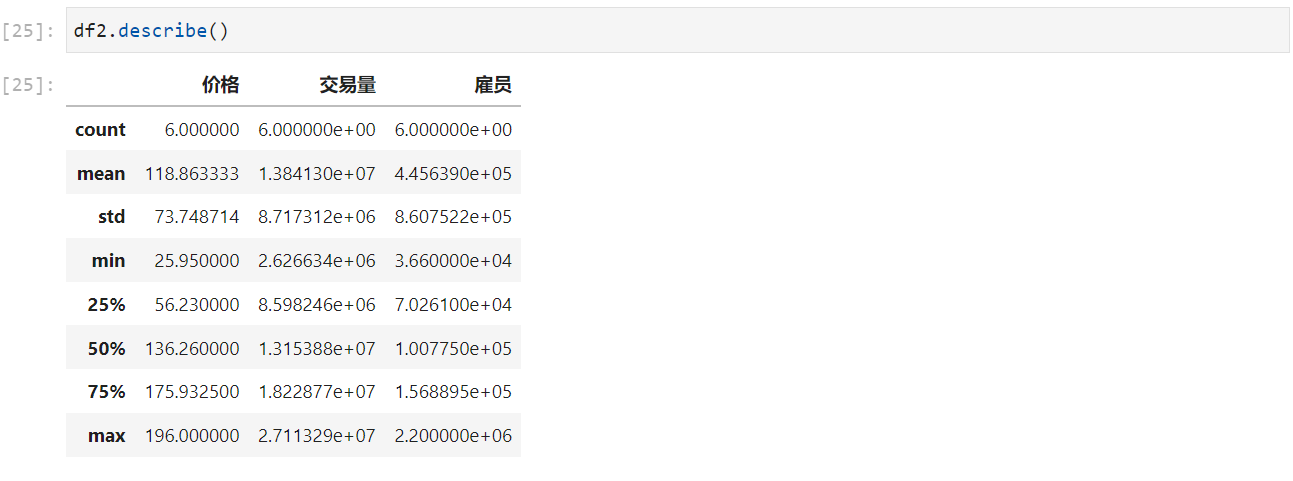 [25]: df2.describe()
[25]:
价格 交易量 雇员
count 6.000000 6.000000e+00 6.000000e+00
mean 118.863333 1.384130e+07 4.456390e+05
std 73.748714 8.717312e+06 8.607522e+05
min 25.950000 2.626634e+06 3.660000e+04
25% 56.230000 8.598246e+06 7.026100e+04
50% 136.260000 1.315388e+07 1.007750e+05
75% 175.932500 1.822877e+07 1.568895e+05
max 196.000000 2.711329e+07 2.200000e+06